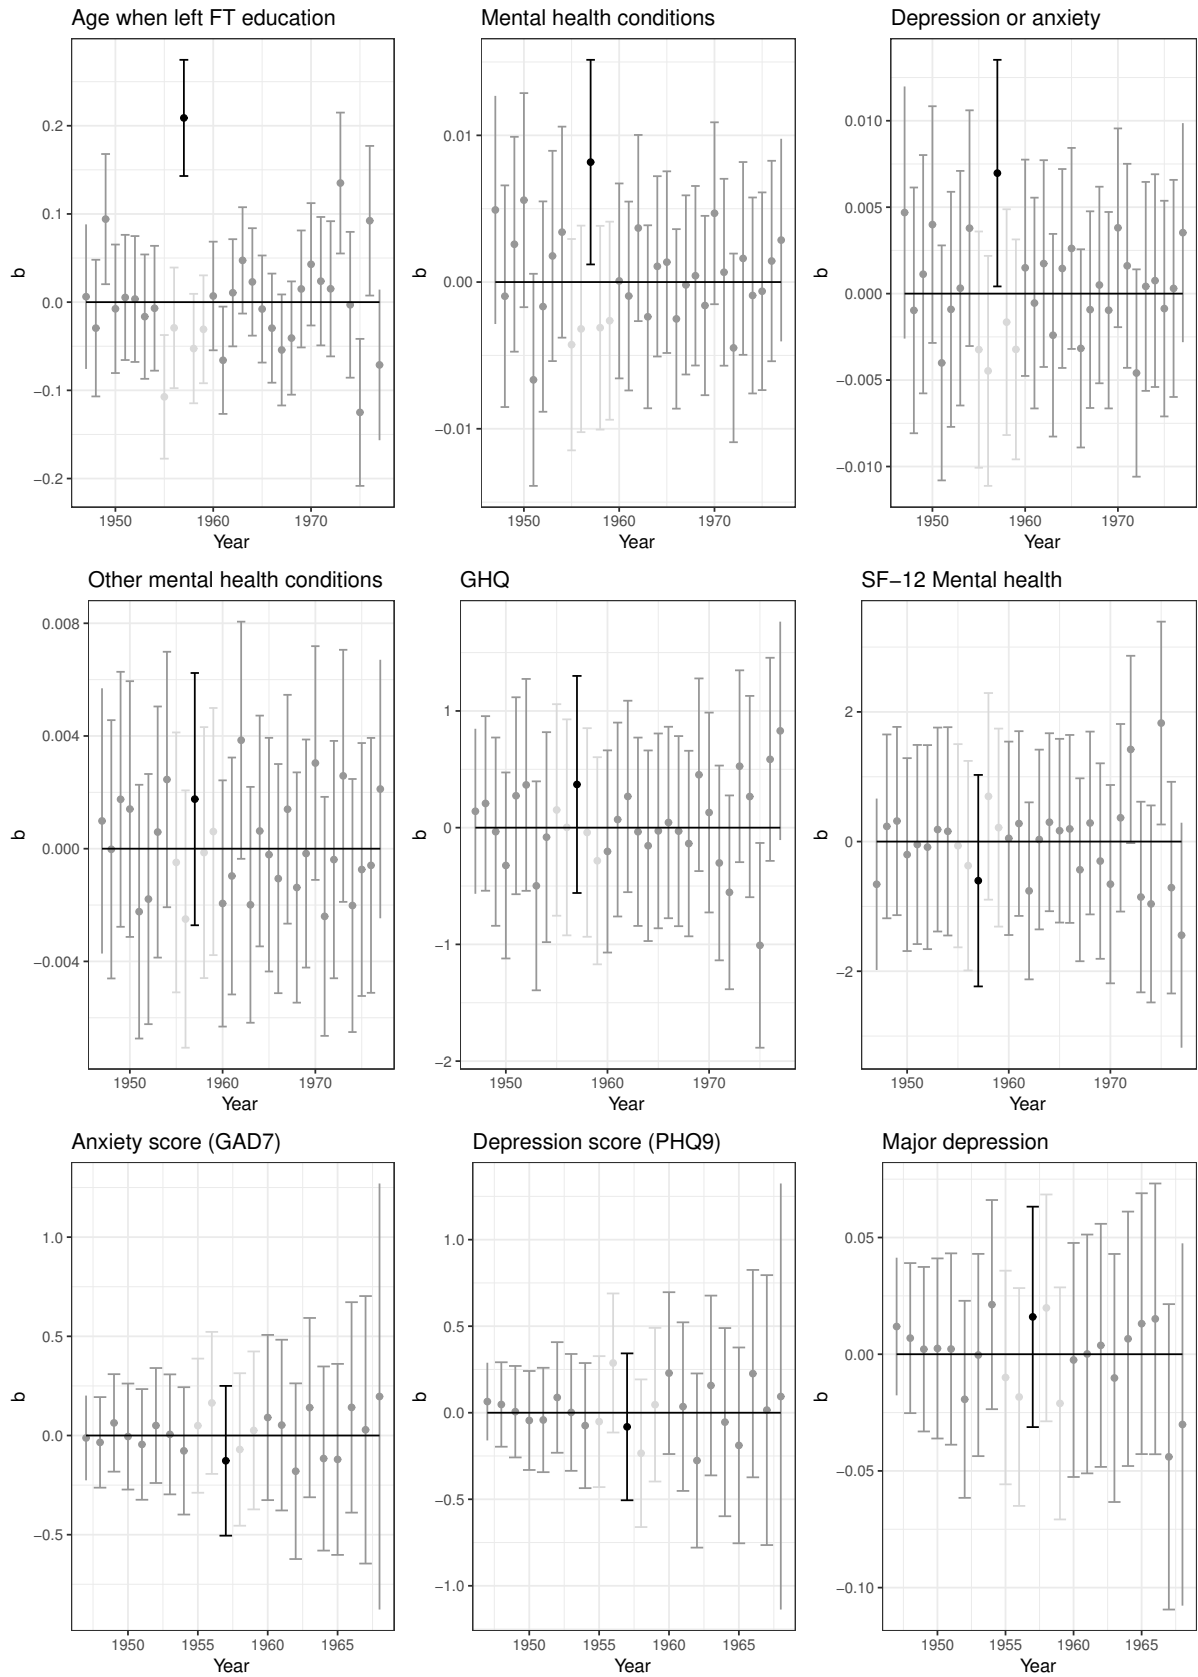 Age when left FT education
0.2
0.1
0.0
−0.1
−0.2
b
1950 1960 1970
Year
Mental health conditions
0.01
0.00
−0.01
b
1950 1960 1970
Year
Depression or anxiety
0.010
0.005
0.000
−0.005
−0.010
b
1950 1960 1970
Year
Other mental health conditions
0.008
0.004
0.000
−0.004
b
1950 1960 1970
Year
GHQ
1
0
−1
−2
b
1950 1960 1970
Year
SF−12 Mental health
2
0
−2
b
1950 1960 1970
Year
Anxiety score (GAD7)
1.0
0.5
0.0
−0.5
b
1950 1955 1960 1965
Year
Depression score (PHQ9)
1.0
0.5
0.0
−0.5
−1.0
b
1950 1955 1960 1965
Year
Major depression
0.05
0.00
−0.05
−0.10
b
1950 1955 1960 1965
Year